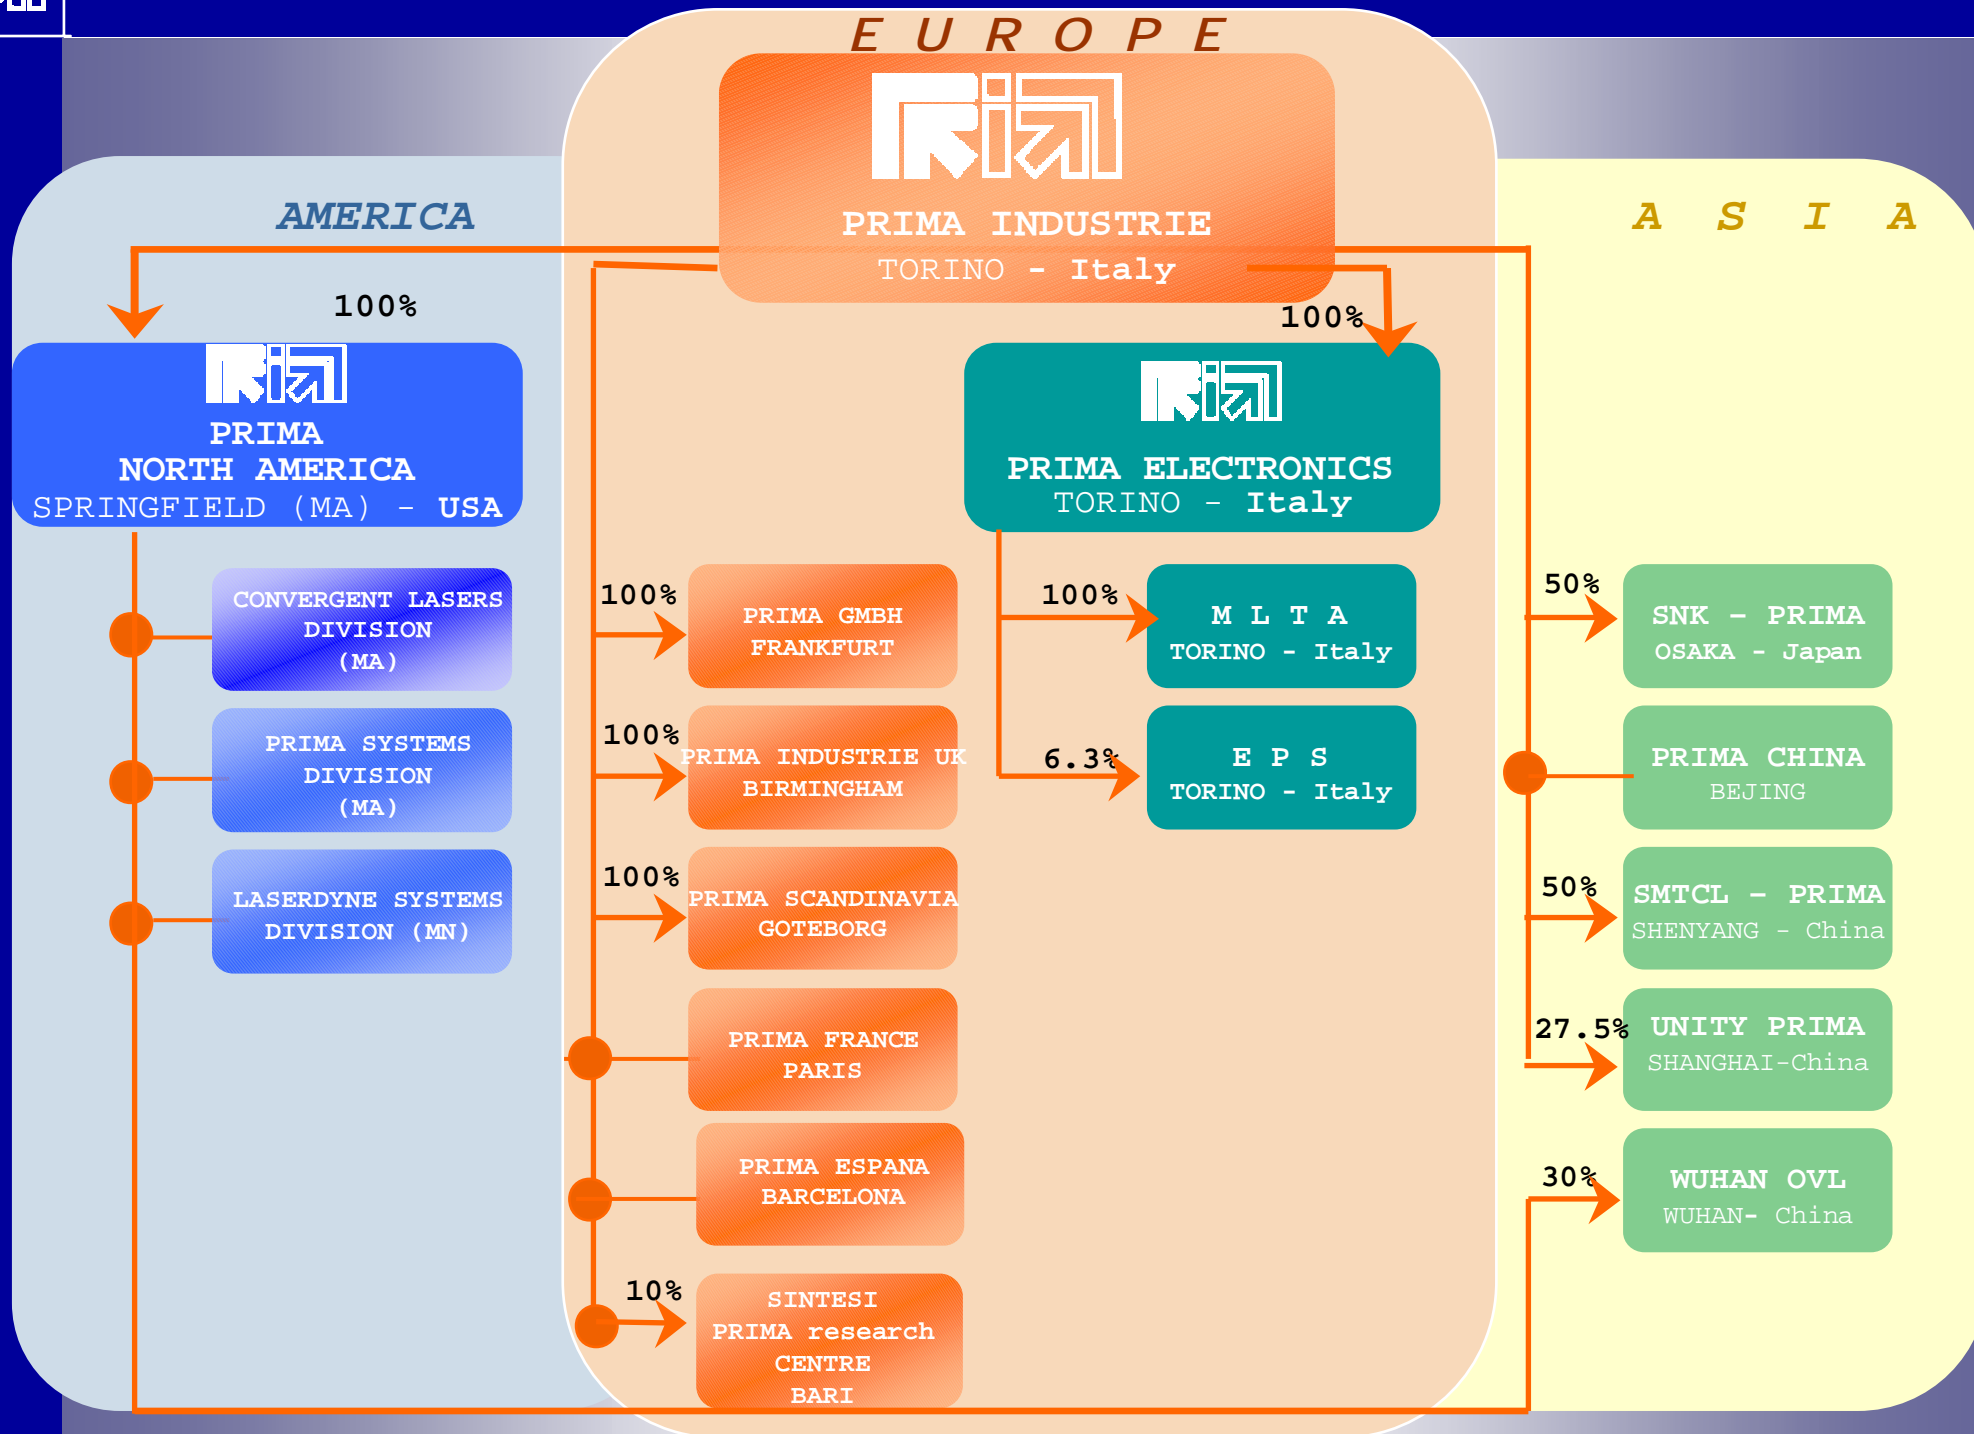 E U R O P E
PRIMA INDUSTRIE
TORINO - Italy
AMERICA
100%
PRIMA
NORTH AMERICA
SPRINGFIELD (MA) - USA
CONVERGENT LASERS
DIVISION
(MA)
PRIMA SYSTEMS
DIVISION
(MA)
LASERDYNE SYSTEMS
DIVISION (MN)
100%
PRIMA GMBH
FRANKFURT
100%
PRIMA INDUSTRIE UK
BIRMINGHAM
100%
PRIMA SCANDINAVIA
GOTEBORG
PRIMA FRANCE
PARIS
PRIMA ESPANA
BARCELONA
10%
SINTESI
PRIMA research
CENTRE
BARI
100%
PRIMA ELECTRONICS
TORINO - Italy
100%
M L T A
TORINO - Italy
6.3%
E P S
TORINO - Italy
A S I A
50%
SNK - PRIMA
OSAKA - Japan
PRIMA CHINA
BEJING
50%
SMTCL - PRIMA
SHENYANG - China
27.5%
UNITY PRIMA
SHANGHAI-China
30%
WUHAN OVL
WUHAN- China